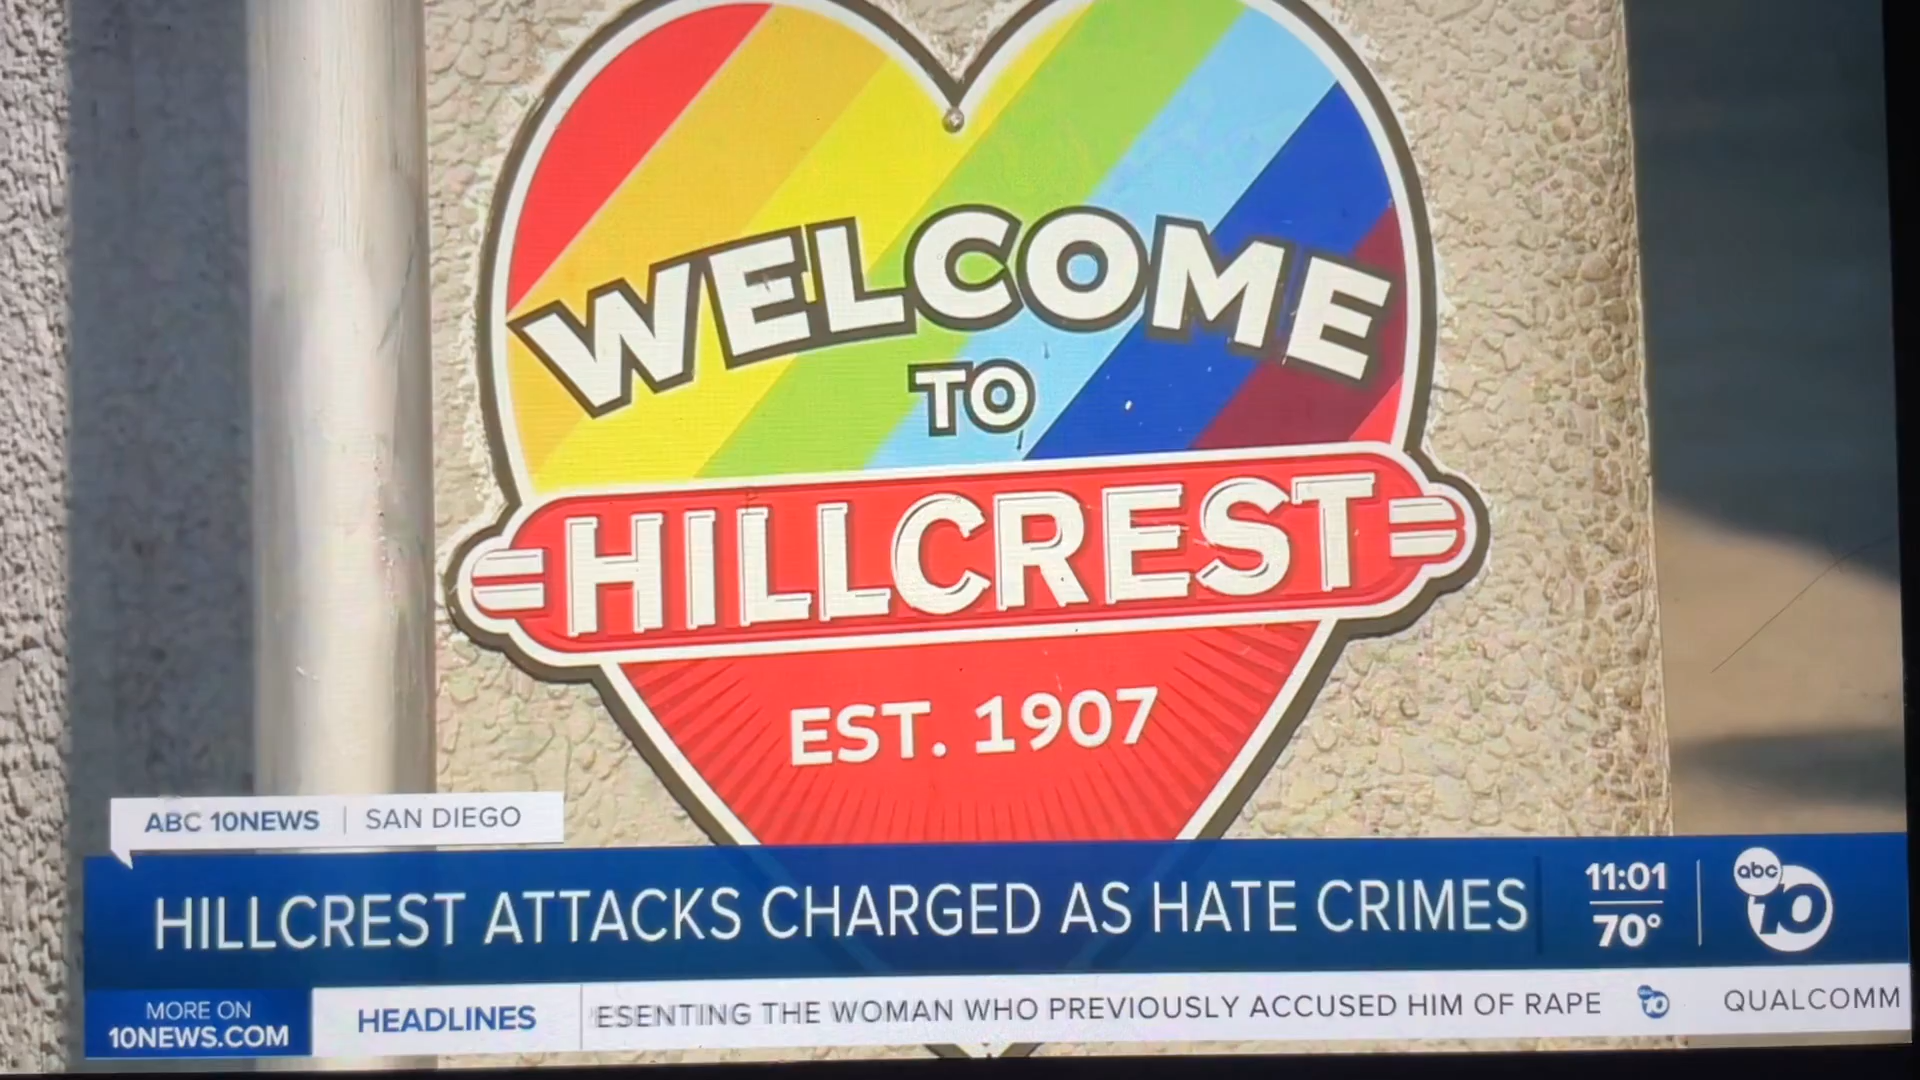 WELCOME
TO
HILLCREST
EST. 1907
ABC 10NEWS | SAN DIEGO
HILLCREST ATTACKS CHARGED AS HATE CRIMES
11:01
70°
abc
10
MORE ON
10NEWS.COM
HEADLINES
ESENTING THE WOMAN WHO PREVIOUSLY ACCUSED HIM OF RAPE 10 QUALCOMM